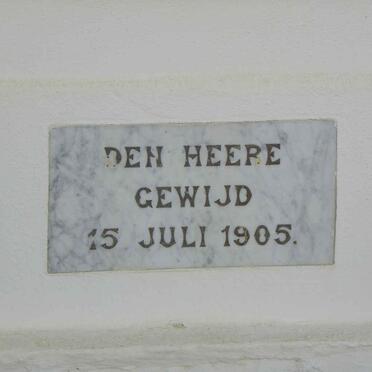 DEN HEERE
GEWIJD
15 JULI 1905.